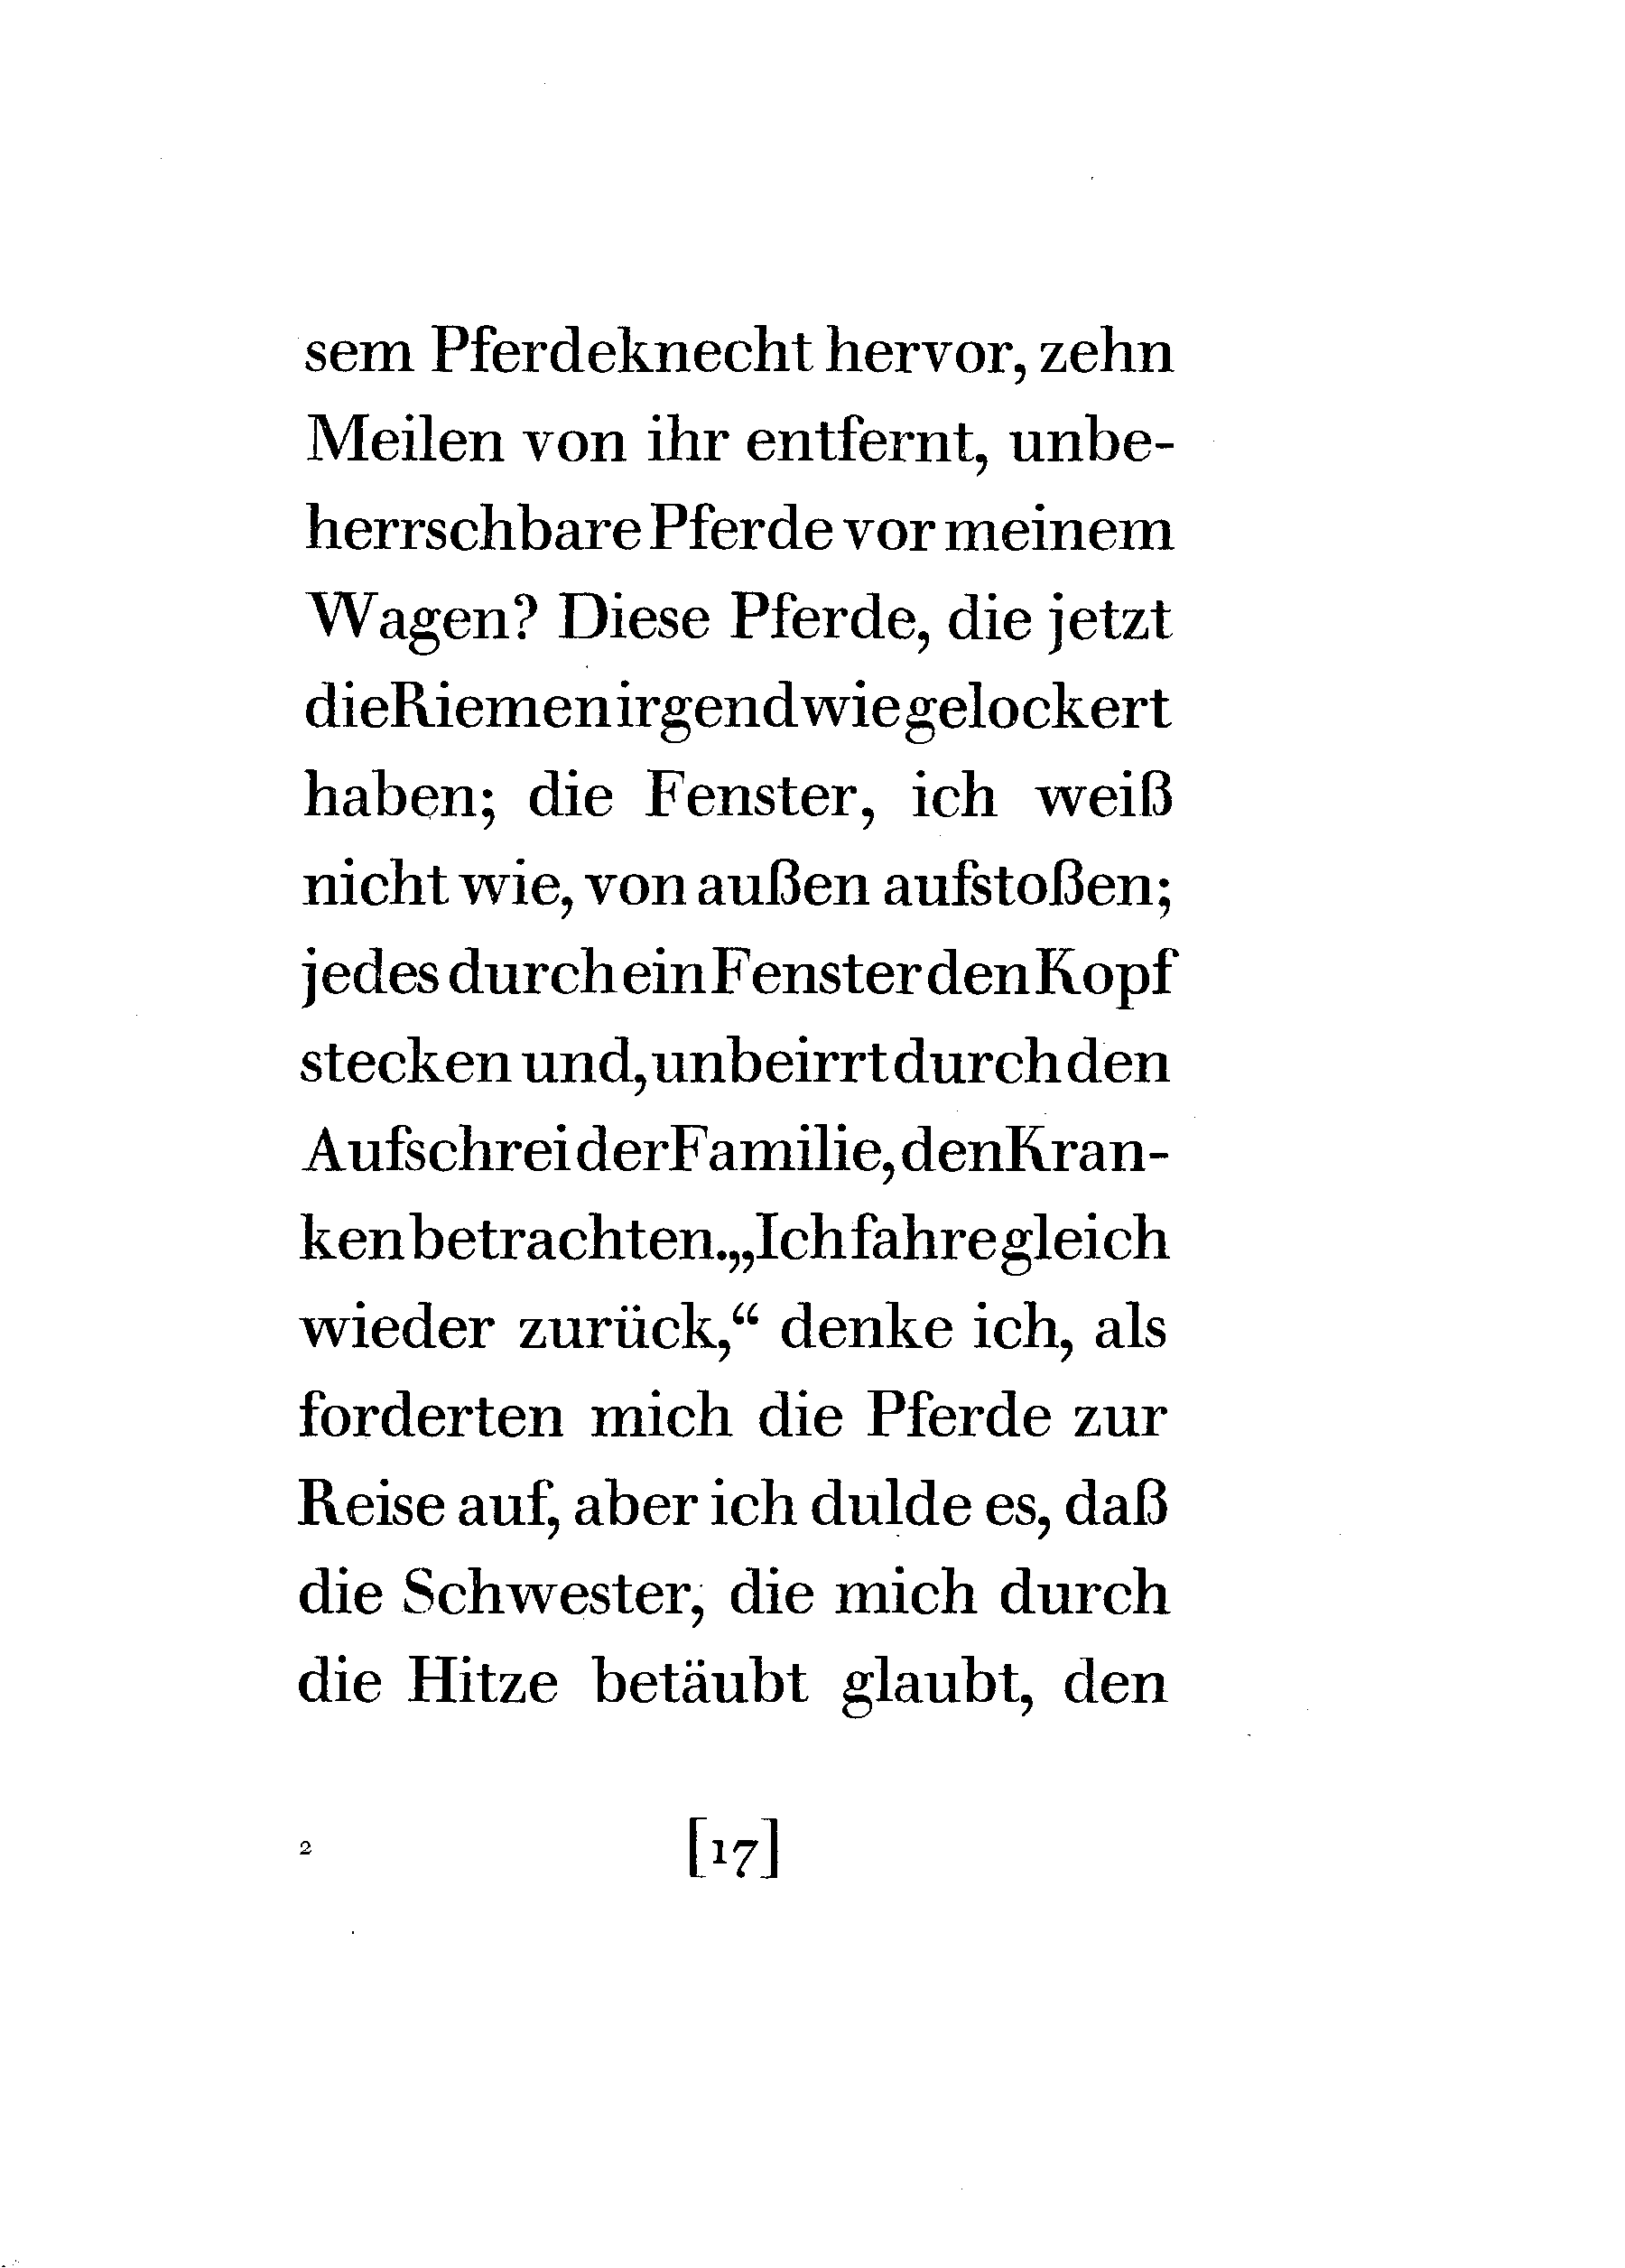 sem Pferdeknecht hervor, zehn
Meilen von ihr entfernt, unbe-
herrschbare Pferde vor meinem
Wagen? Diese Pferde, die jetzt
die Riemen irgendwie gelockert
haben; die Fenster, ich weiß
nicht wie, von außen aufstoßen;
jedes durch ein Fenster den Kopf
stecken und, unbeirrt durch den
Aufschrei der Familie, den Kran-
ken betrachten. „Ich fahre gleich
wieder zurück,“ denke ich, als
forderten mich die Pferde zur
Reise auf, aber ich dulde es, daß
die Schwester, die mich durch
die Hitze betäubt glaubt, den
2 [17]